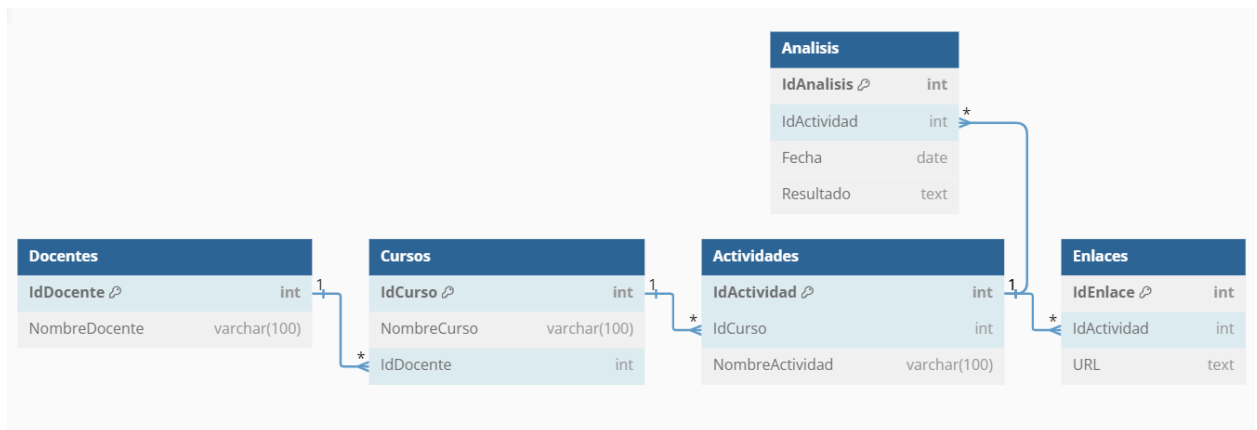 Analisis
IdAnalisis int
IdActividad int
*
Fecha date
Resultado text
Docentes
IdDocente int
NombreDocente varchar(100)
1
*
Cursos
IdCurso int
NombreCurso varchar(100)
IdDocente int
1
*
Actividades
IdActividad int
IdCurso int
NombreActividad varchar(100)
1
*
Enlaces
IdEnlace int
IdActividad int
URL text